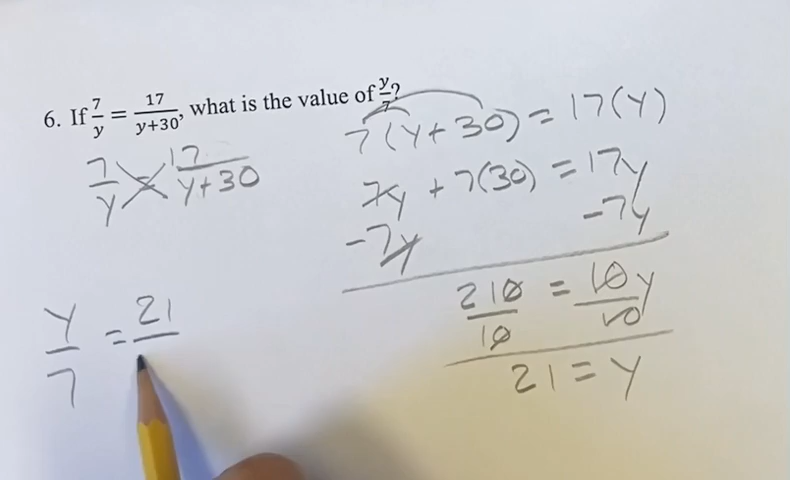 6. If 7/y = 17/(y+30), what is the value of y/7?
7/y = 17/(y+30)
7(y+30) = 17(y)
7y + 7(30) = 17y
-7y -7y
210/10 = 10y/10
21 = y
y/7 = 21